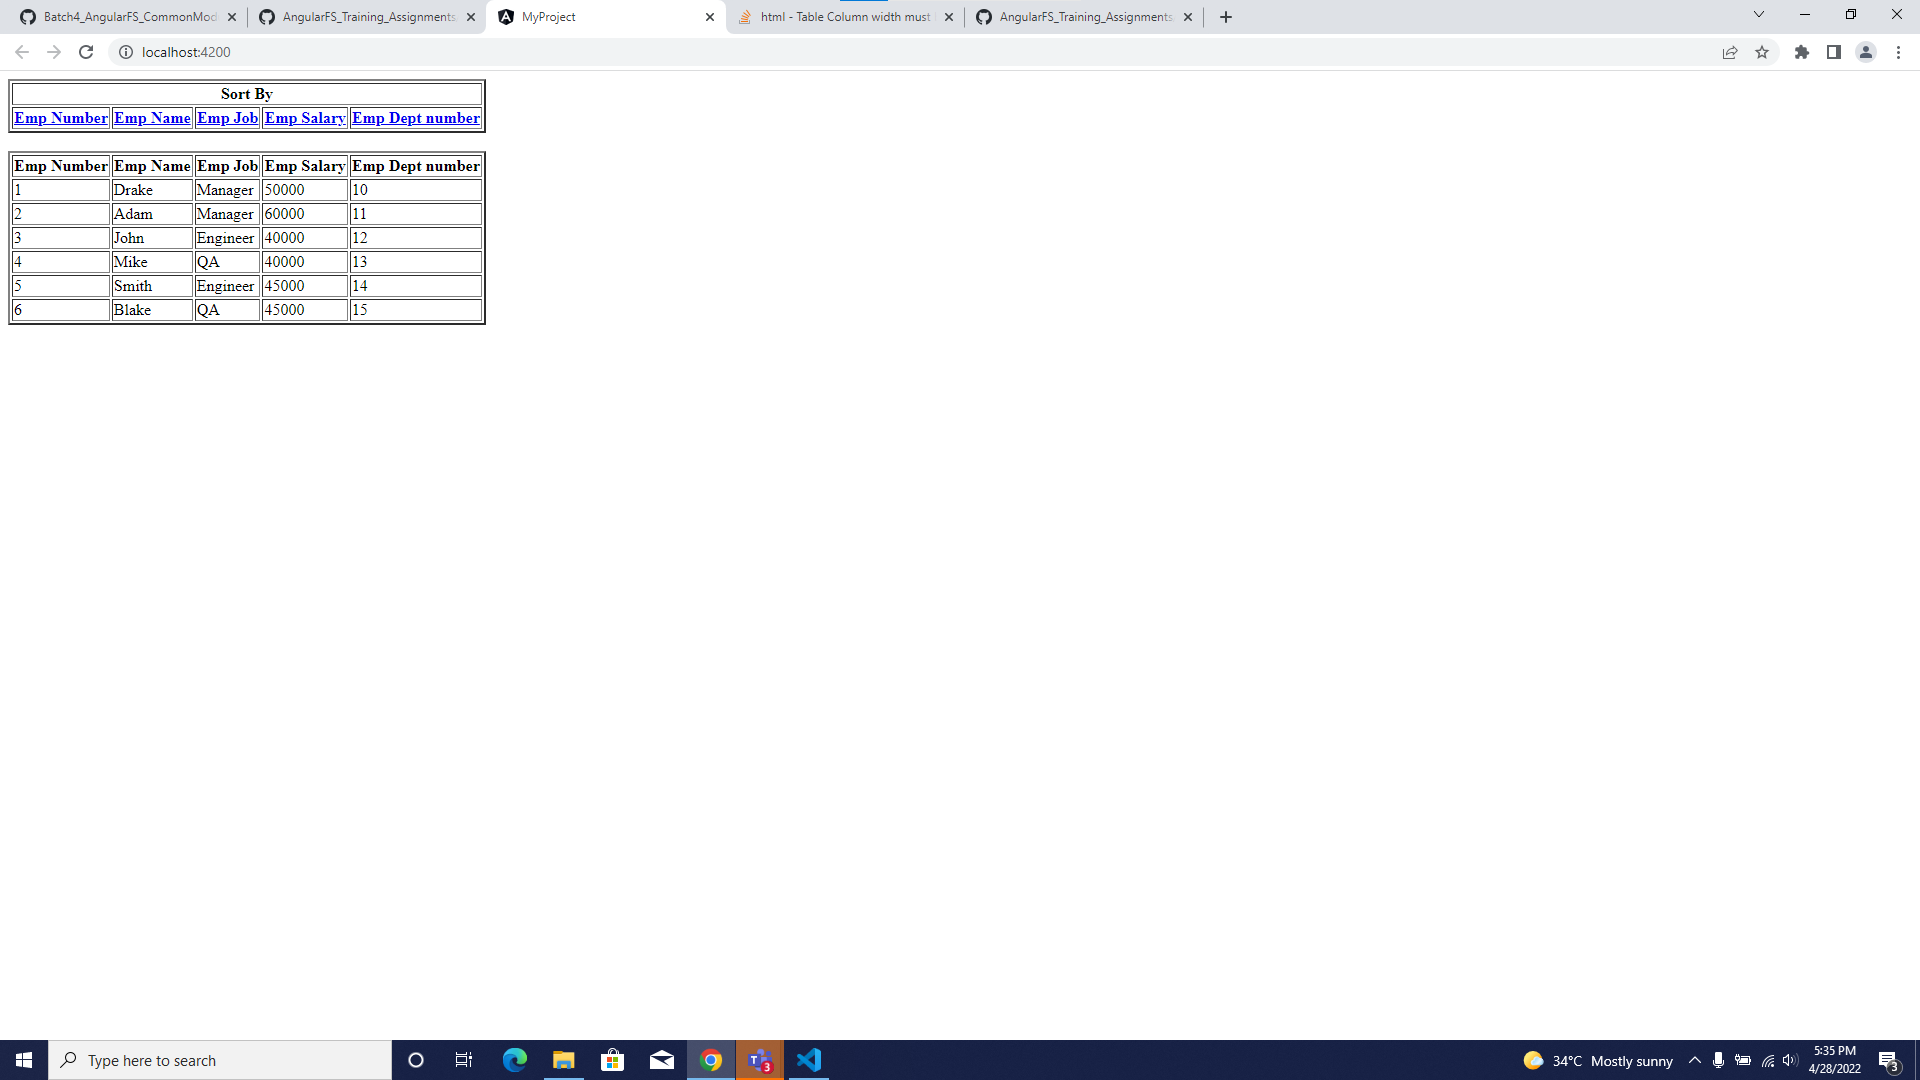 Batch4_AngularFS_CommonMod
AngularFS_Training_Assignments
MyProject
html - Table Column width must
AngularFS_Training_Assignments
localhost:4200
Sort By
Emp Number Emp Name Emp Job Emp Salary Emp Dept number
Emp Number Emp Name Emp Job Emp Salary Emp Dept number
1 Drake Manager 50000 10
2 Adam Manager 60000 11
3 John Engineer 40000 12
4 Mike QA 40000 13
5 Smith Engineer 45000 14
6 Blake QA 45000 15
Type here to search
T 3
34°C Mostly sunny
5:35 PM
4/28/2022
3